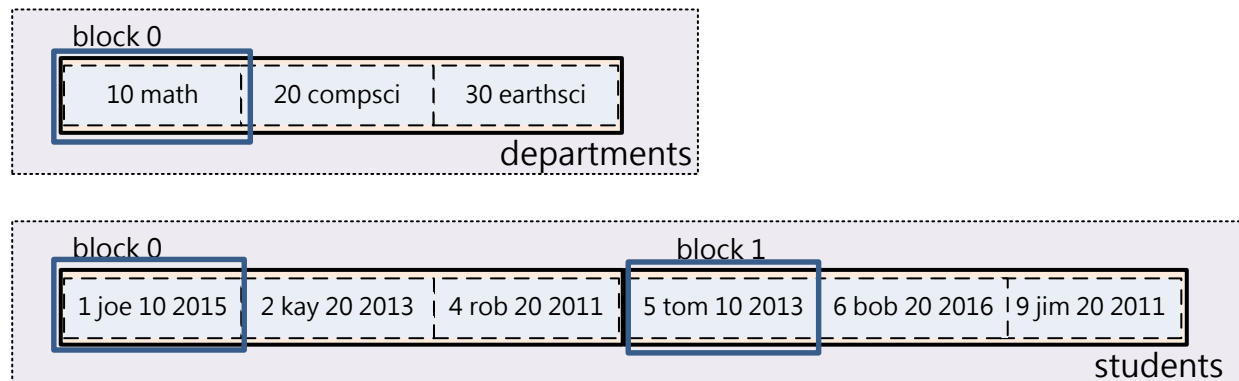 block 0
10 math 20 compsci 30 earthsci
departments
block 0 block 1
1 joe 10 2015 2 kay 20 2013 4 rob 20 2011 5 tom 10 2013 6 bob 20 2016 9 jim 20 2011
students